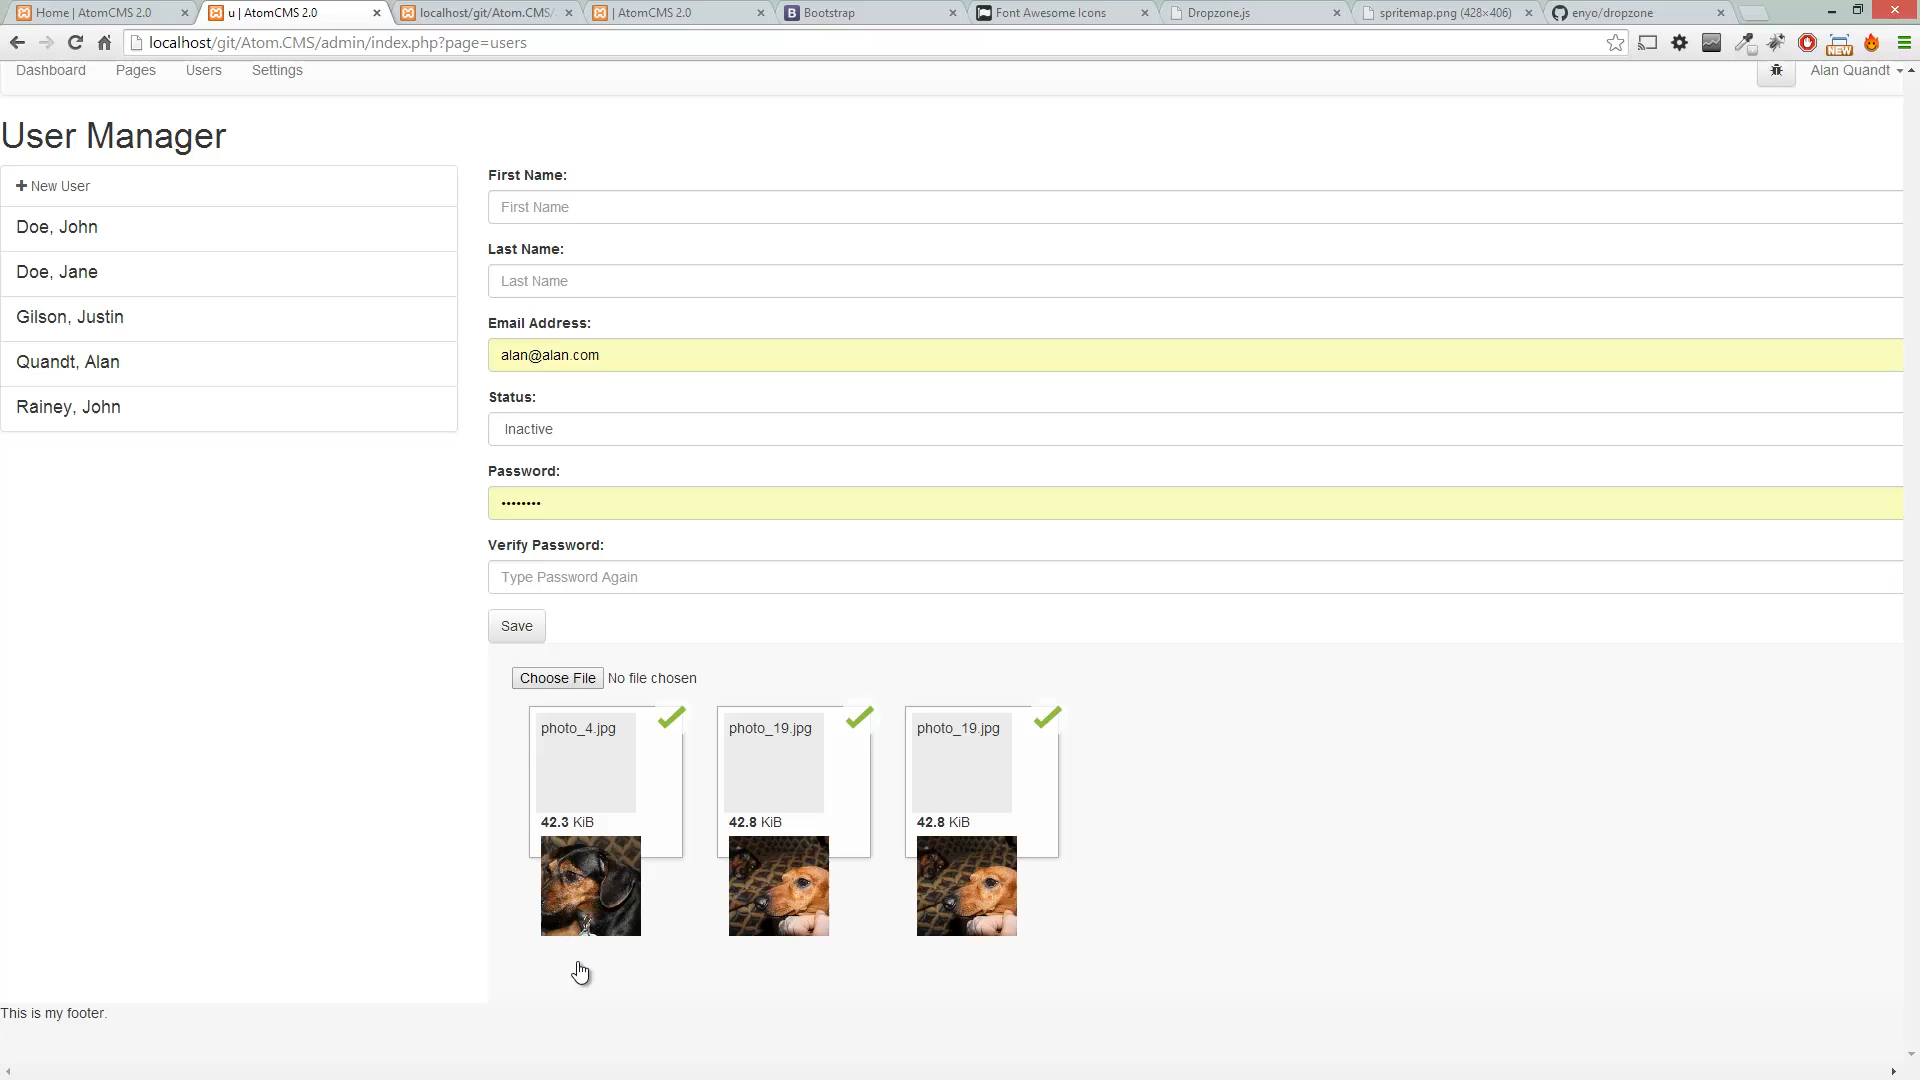 Home | AtomCMS 2.0
u | AtomCMS 2.0
localhost/git/Atom.CMS/
| AtomCMS 2.0
Bootstrap
Font Awesome Icons
Dropzone.js
spritemap.png (428×406)
enyo/dropzone
localhost/git/Atom.CMS/admin/index.php?page=users
NEW
Dashboard
Pages
Users
Settings
Alan Quandt
User Manager
New User
Doe, John
Doe, Jane
Gilson, Justin
Quandt, Alan
Rainey, John
First Name:
First Name
Last Name:
Last Name
Email Address:
alan@alan.com
Status:
Inactive
Password:
••••••••
Verify Password:
Type Password Again
Save
Choose File No file chosen
photo_4.jpg
42.3 KiB
photo_19.jpg
42.8 KiB
photo_19.jpg
42.8 KiB
This is my footer.